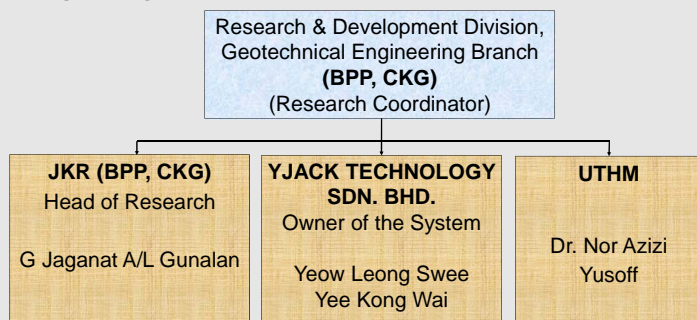 Research & Development Division,
Geotechnical Engineering Branch
(BPP, CKG)
(Research Coordinator)
JKR (BPP, CKG)
Head of Research
G Jaganat A/L Gunalan
YJACK TECHNOLOGY
SDN. BHD.
Owner of the System
Yeow Leong Swee
Yee Kong Wai
UTHM
Dr. Nor Azizi
Yusoff